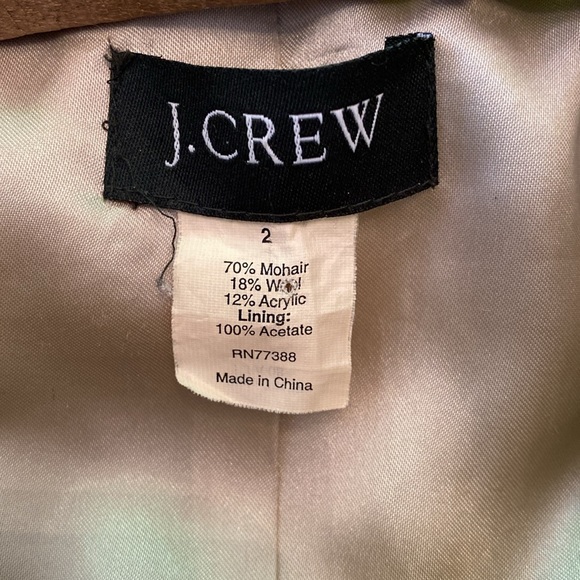 J.CREW
2
70% Mohair
18% Wool
12% Acrylic
Lining:
100% Acetate
RN77388
Made in China